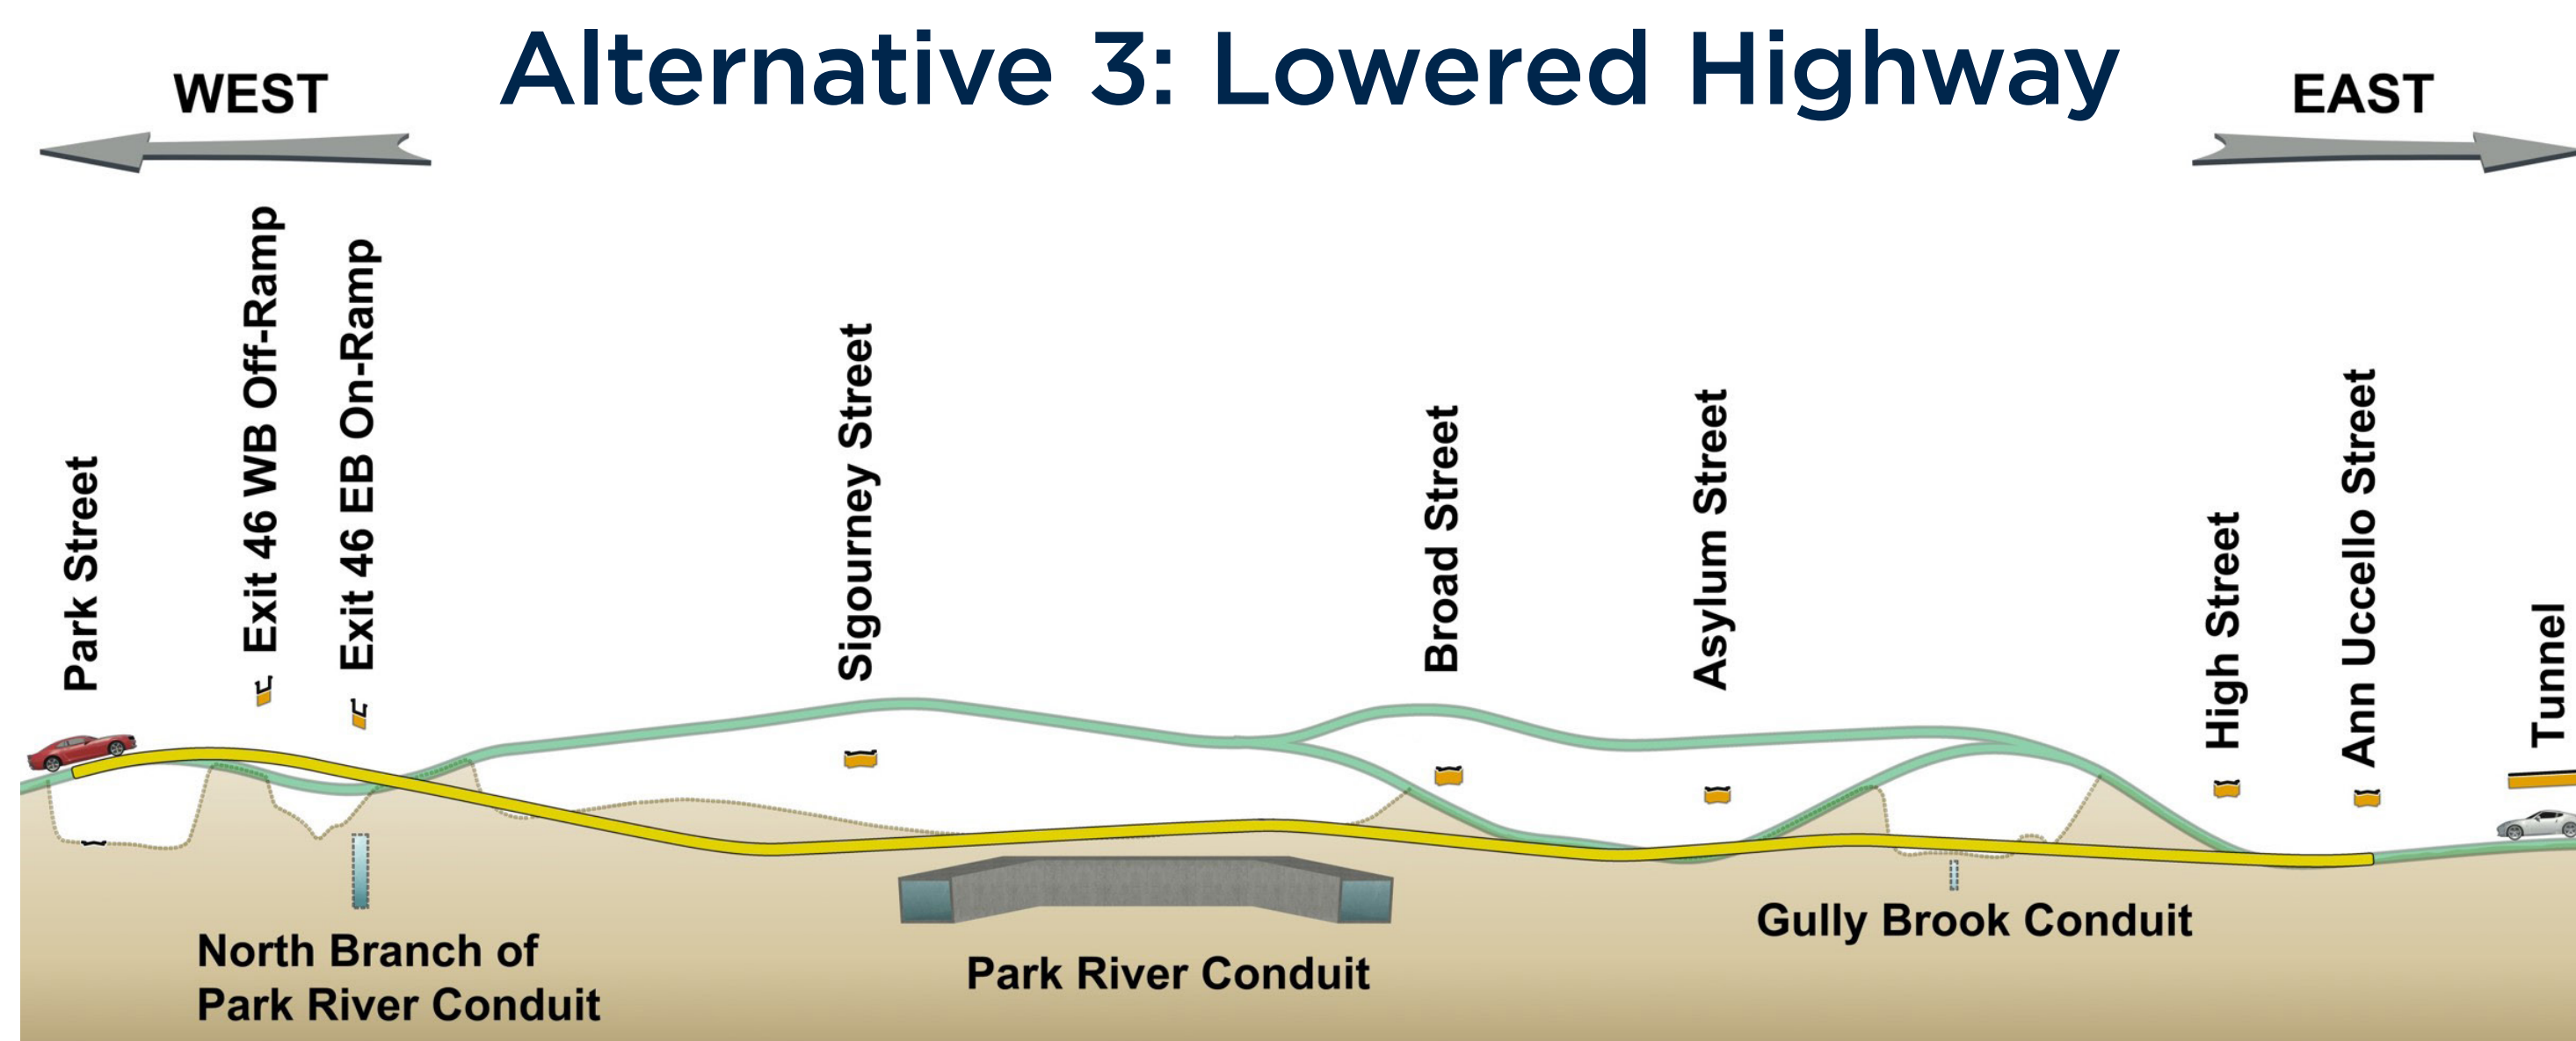 Alternative 3: Lowered Highway
WEST
EAST
Park Street
Exit 46 WB Off-Ramp
Exit 46 EB On-Ramp
Sigourney Street
Broad Street
Asylum Street
High Street
Ann Uccello Street
Tunnel
North Branch of
Park River Conduit
Park River Conduit
Gully Brook Conduit